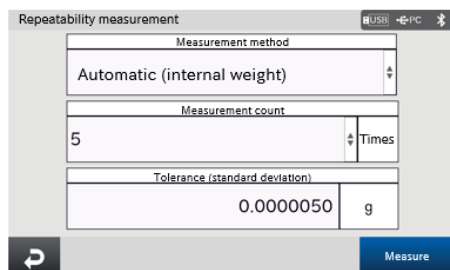 Repeatability measurement USB PC
Measurement method
Automatic (internal weight)
Measurement count
5 Times
Tolerance (standard deviation)
0.0000050 g
Measure